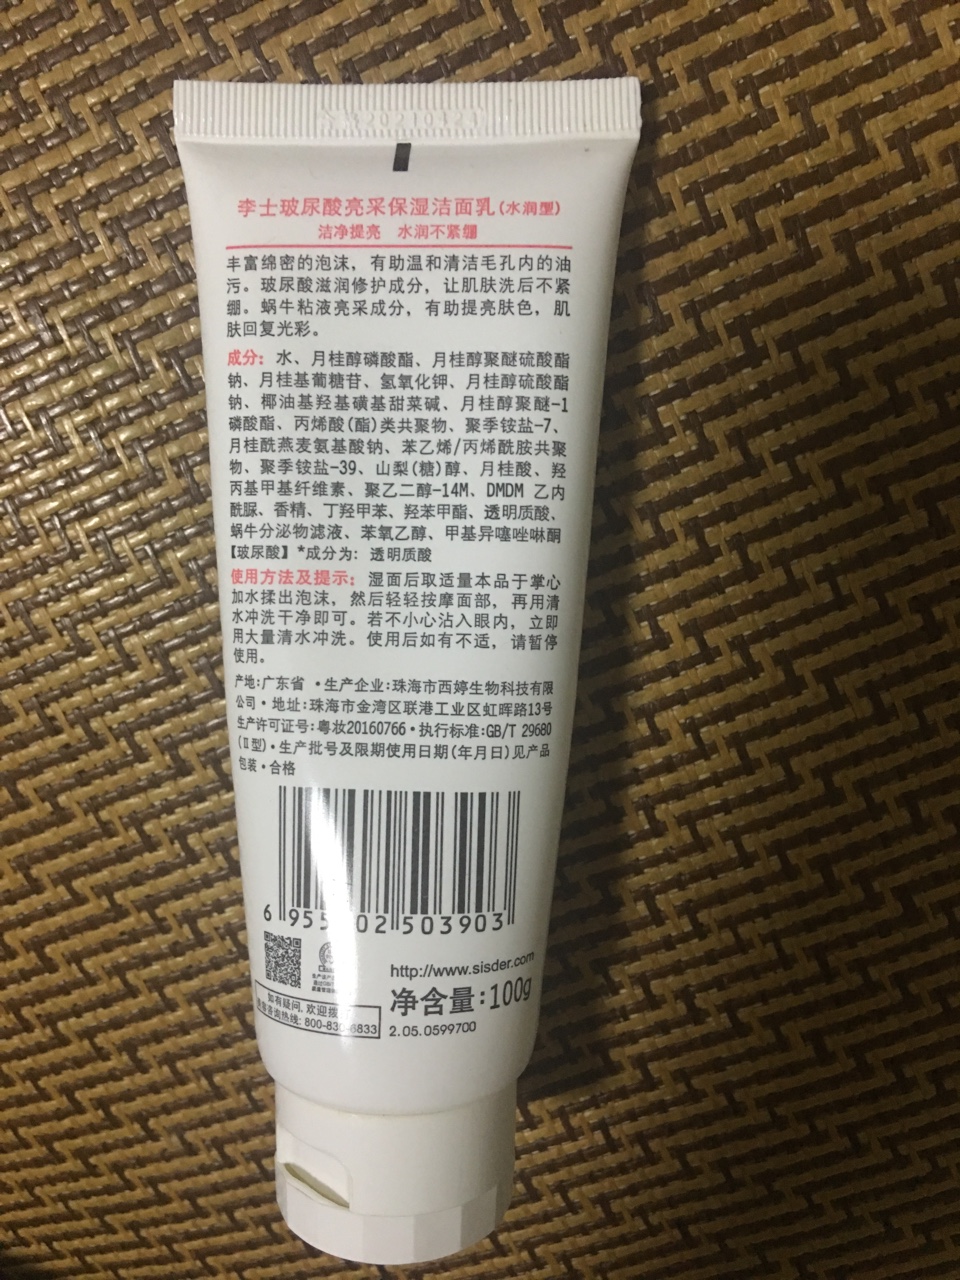 20210324
李士玻尿酸亮采保湿洁面乳(水润型)
洁净提亮 水润不紧绷
丰富绵密的泡沫，有助温和清洁毛孔内的油
污。玻尿酸滋润修护成分，让肌肤洗后不紧
绷。蜗牛粘液亮采成分，有助提亮肤色，肌
肤回复光彩。
成分：水、月桂醇磷酸酯、月桂醇聚醚硫酸酯
钠、月桂基葡糖苷、氢氧化钾、月桂醇硫酸酯
钠、椰油基羟基磺基甜菜碱、月桂醇聚醚-1
磷酸酯、丙烯酸(酯)类共聚物、聚季铵盐-7、
月桂酰燕麦氨基酸钠、苯乙烯/丙烯酰胺共聚
物、聚季铵盐-39、山梨(糖)醇、月桂酸、羟
丙基甲基纤维素、聚乙二醇-14M、DMDM 乙内
酰脲、香精、丁羟甲苯、羟苯甲酯、透明质酸、
蜗牛分泌物滤液、苯氧乙醇、甲基异噻唑啉酮
【玻尿酸】*成分为：透明质酸
使用方法及提示：湿面后取适量本品于掌心
加水揉出泡沫，然后轻轻按摩面部，再用清
水冲洗干净即可。若不小心沾入眼内，立即
用大量清水冲洗。使用后如有不适，请暂停
使用。
产地:广东省 •生产企业:珠海市西婷生物科技有限
公司•地址:珠海市金湾区联港工业区虹晖路13号
生产许可证号:粤妆20160766•执行标准:GB/T 29680
(Ⅱ型)•生产批号及限期使用日期(年月日)见产品
包装•合格
6 955 02 503903
http://www.sisder.com
净含量:100g
2.05.0599700
如有疑问,欢迎拨
咨询热线: 800-830-6833